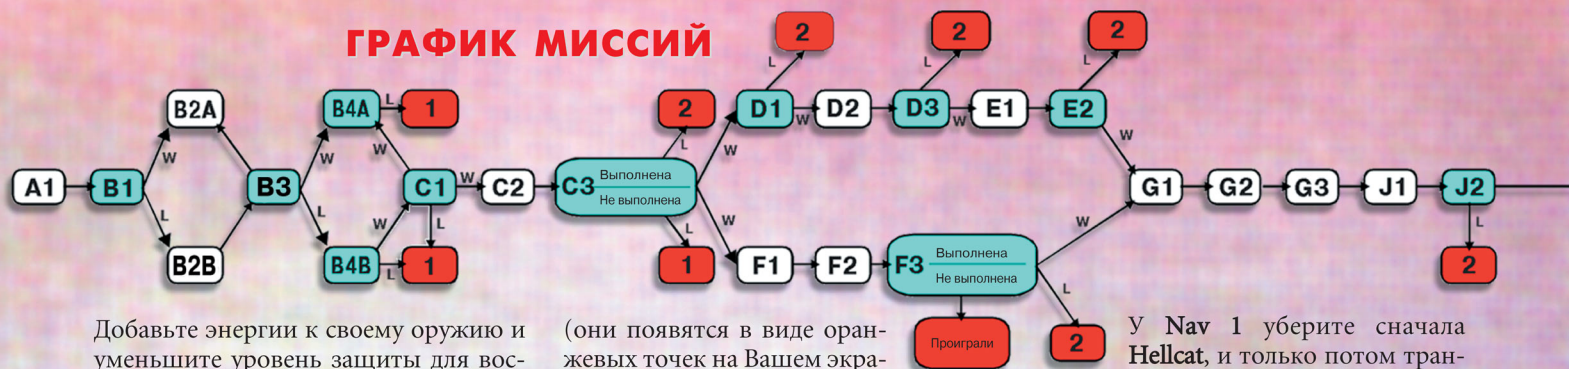 ГРАФИК МИССИЙ
2
2
2
L
L
L
B2A
B4A
L
1
2
D1
W
D2
D3
W
E1
E2
W
W
W
L
W
W
A1
B1
B3
C1
W
C2
C3
Выполнена
Не выполнена
G1
G2
G3
J1
J2
L
L
W
L
L
W
W
L
B2B
B4B
L
1
1
F1
F2
F3
Выполнена
Не выполнена
L
2
Проиграли
2
Добавьте энергии к своему оружию и
уменьшите уровень защиты для вос-
(они появятся в виде оран-
жевых точек на Вашем экра-
У Nav 1 уберите сначала
Hellcat, и только потом тран-